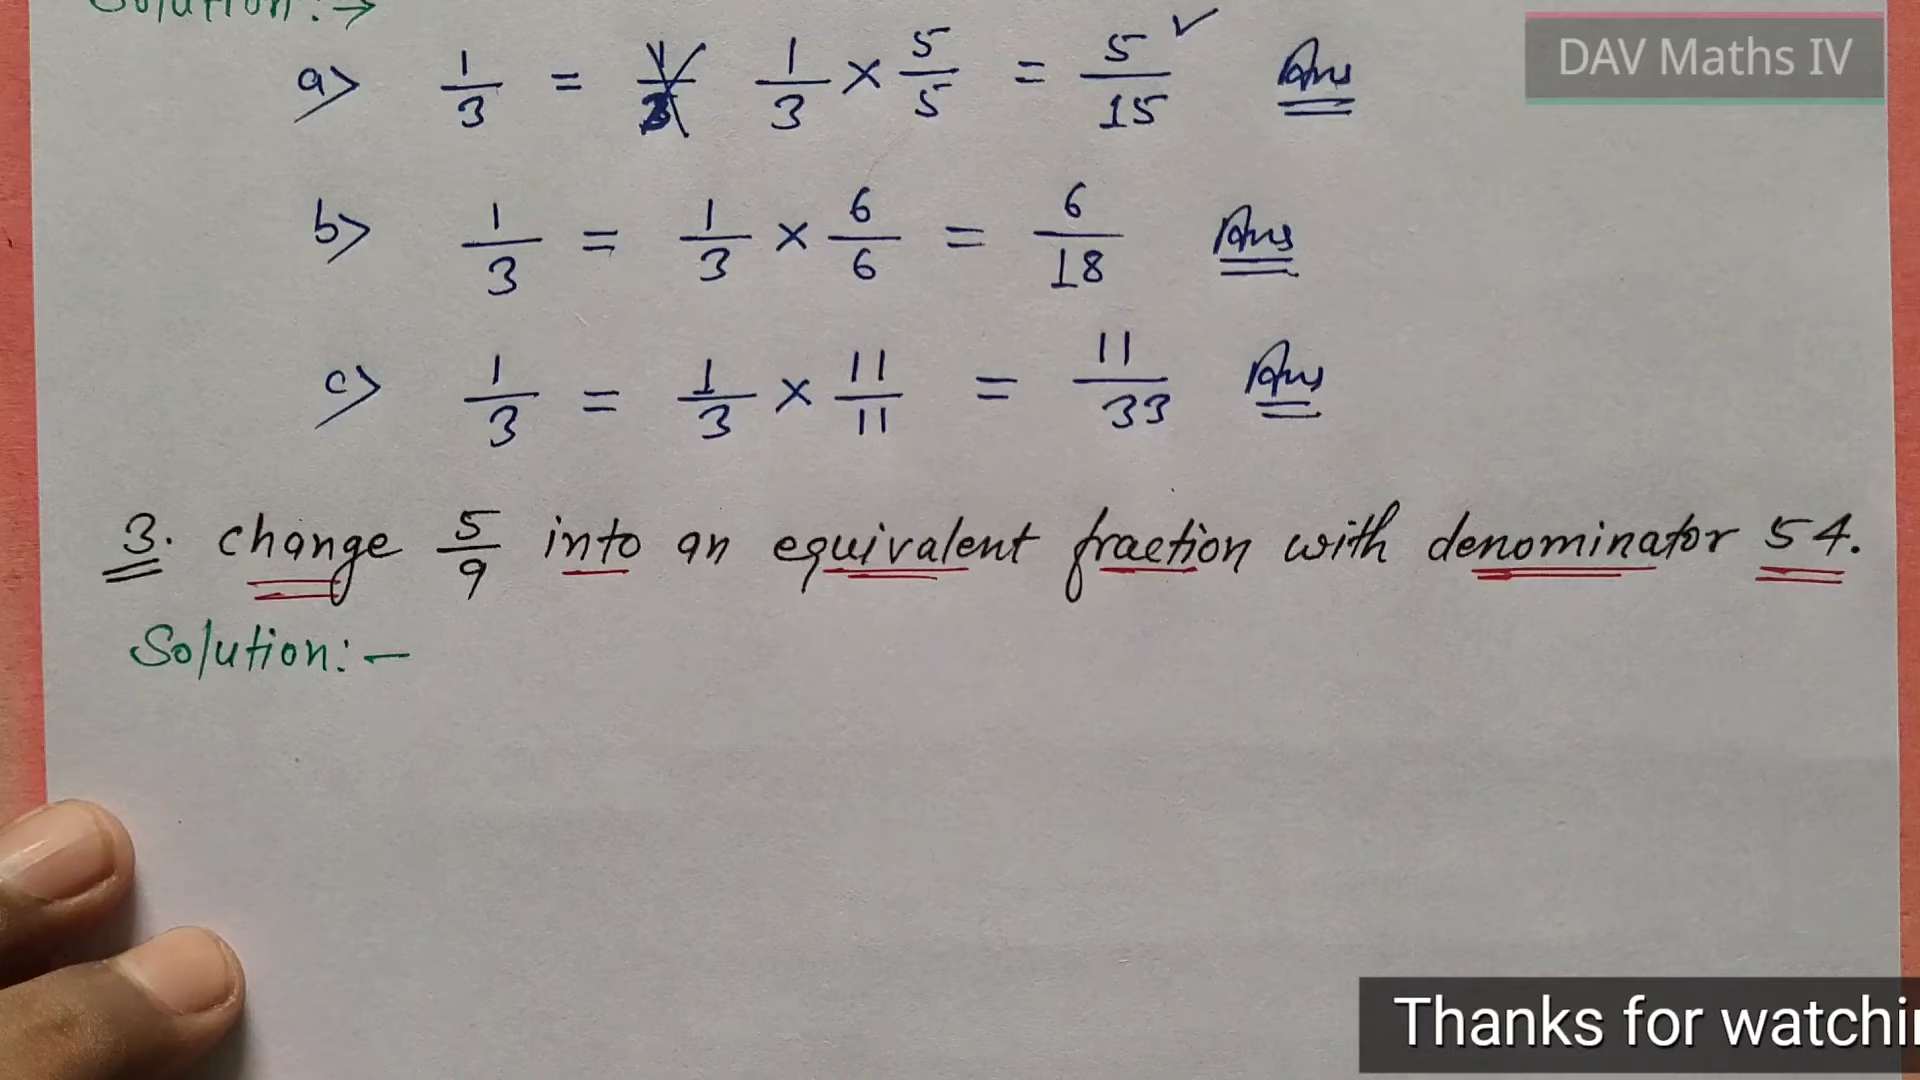 Solution :→
DAV Maths IV
a> 1/3 = 1/3 × 5/5 = 5/15 ✓ Ans
b> 1/3 = 1/3 × 6/6 = 6/18 Ans
c> 1/3 = 1/3 × 11/11 = 11/33 Ans
3. change 5/9 into an equivalent fraction with denominator 54.
Solution:-
Thanks for watchi